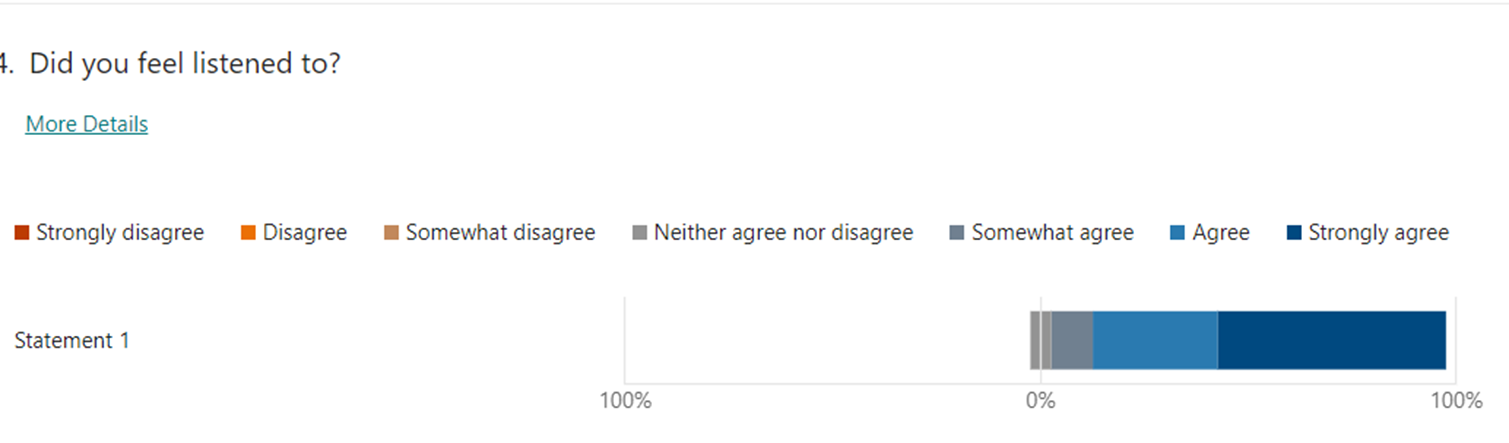 4. Did you feel listened to?
More Details
Strongly disagree Disagree Somewhat disagree Neither agree nor disagree Somewhat agree Agree Strongly agree
Statement 1
100% 0% 100%